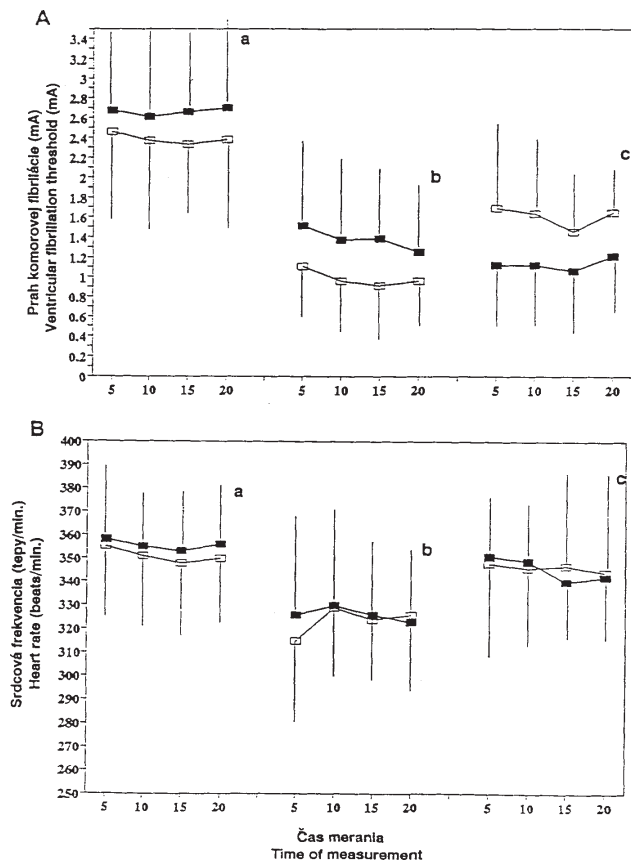 A
3.4
3.2
3
2.8
2.6
2.4
2.2
2
1.8
1.6
1.4
1.2
1
0.8
0.6
0.4
0.2
0
Prah komorovej fibrilácie (mA)
Ventricular fibrillation threshold (mA)
a
b
c
5 10 15 20 5 10 15 20 5 10 15 20
B
400
390
380
370
360
350
340
330
320
310
300
290
280
270
260
250
Srdcová frekvencia (tepy/min.)
Heart rate (beats/min.)
a
b
c
5 10 15 20 5 10 15 20 5 10 15 20
Čas merania
Time of measurement